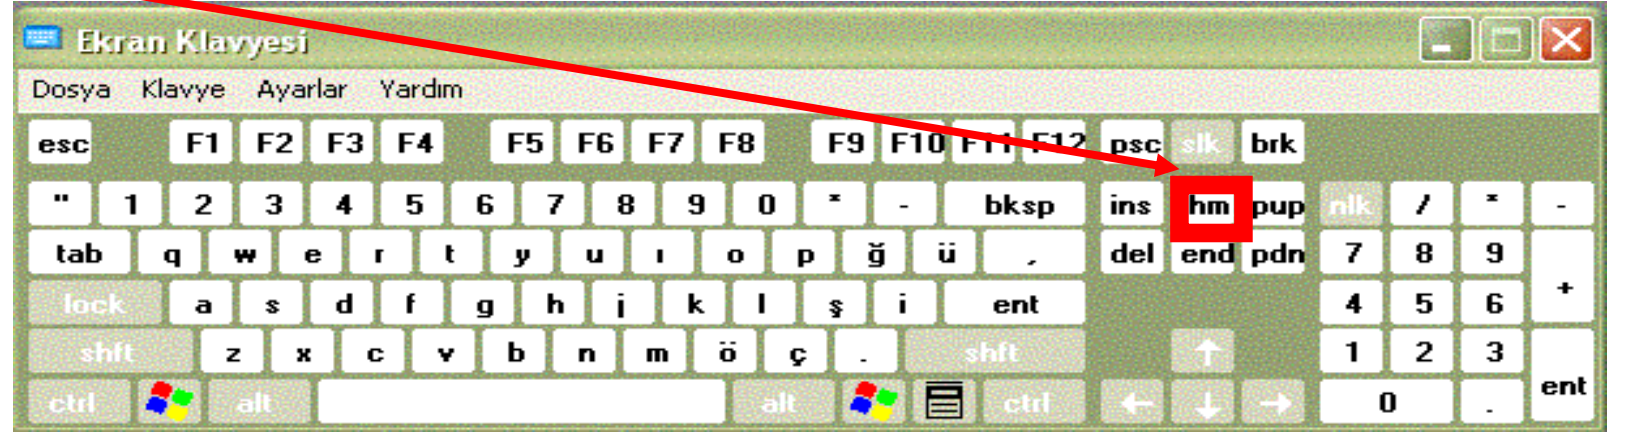 Ekran Klavyesi
Dosya Klavye Ayarlar Yardım
esc F1 F2 F3 F4 F5 F6 F7 F8 F9 F10 F11 F12 psc slk brk
" 1 2 3 4 5 6 7 8 9 0 * - bksp ins hm pup nlk / * -
tab q w e r t y u ı o p ğ ü , del end pdn 7 8 9 +
lock a s d f g h j k l ş i ent 4 5 6
shft z x c v b n m ö ç . shft ↑ 1 2 3 ent
ctrl alt alt ctrl ← ↓ → 0 .